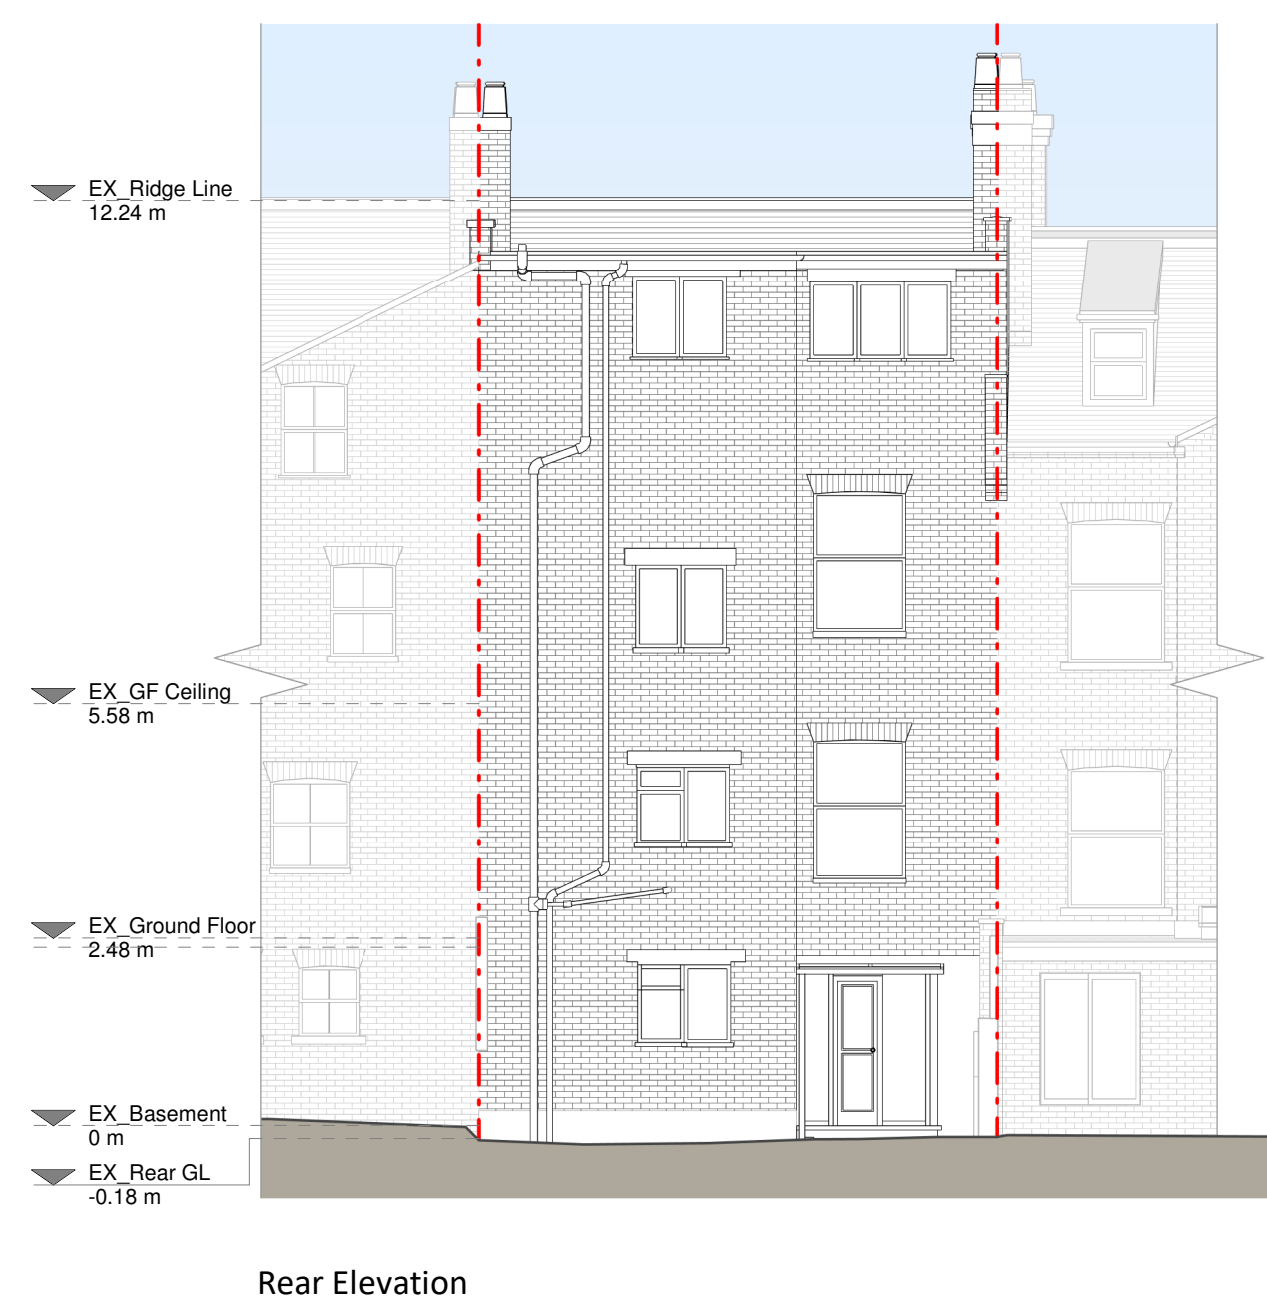 EX_Ridge Line
12.24 m
EX_GF Ceiling
5.58 m
EX_Ground Floor
2.48 m
EX_Basement
0 m
EX_Rear GL
-0.18 m
Rear Elevation